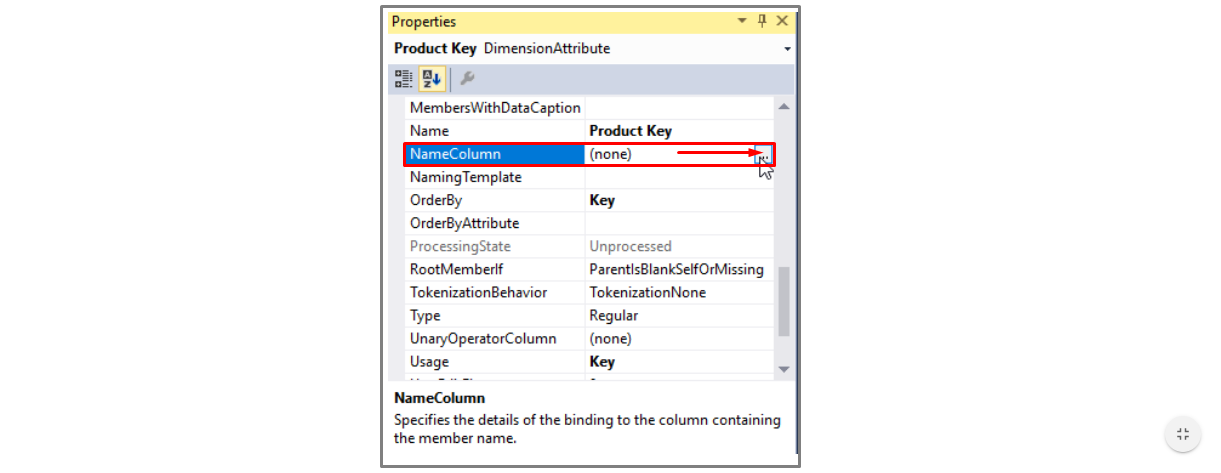 Properties
Product Key DimensionAttribute
MembersWithDataCaption
Name Product Key
NameColumn (none) ...
NamingTemplate
OrderBy Key
OrderByAttribute
ProcessingState Unprocessed
RootMemberIf ParentIsBlankSelfOrMissing
TokenizationBehavior TokenizationNone
Type Regular
UnaryOperatorColumn (none)
Usage Key
NameColumn
Specifies the details of the binding to the column containing
the member name.